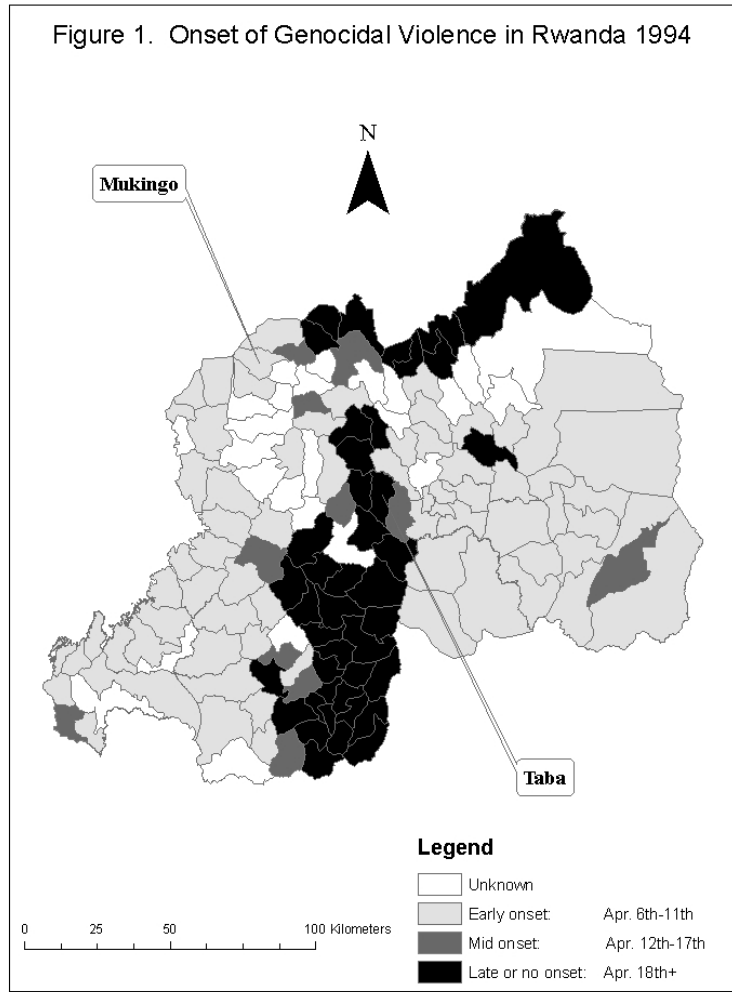 Figure 1.  Onset of Genocidal Violence in Rwanda 1994
N
Mukingo
Taba
Legend
Unknown
Early onset: Apr. 6th-11th
Mid onset: Apr. 12th-17th
Late or no onset: Apr. 18th+
0 25 50 100 Kilometers